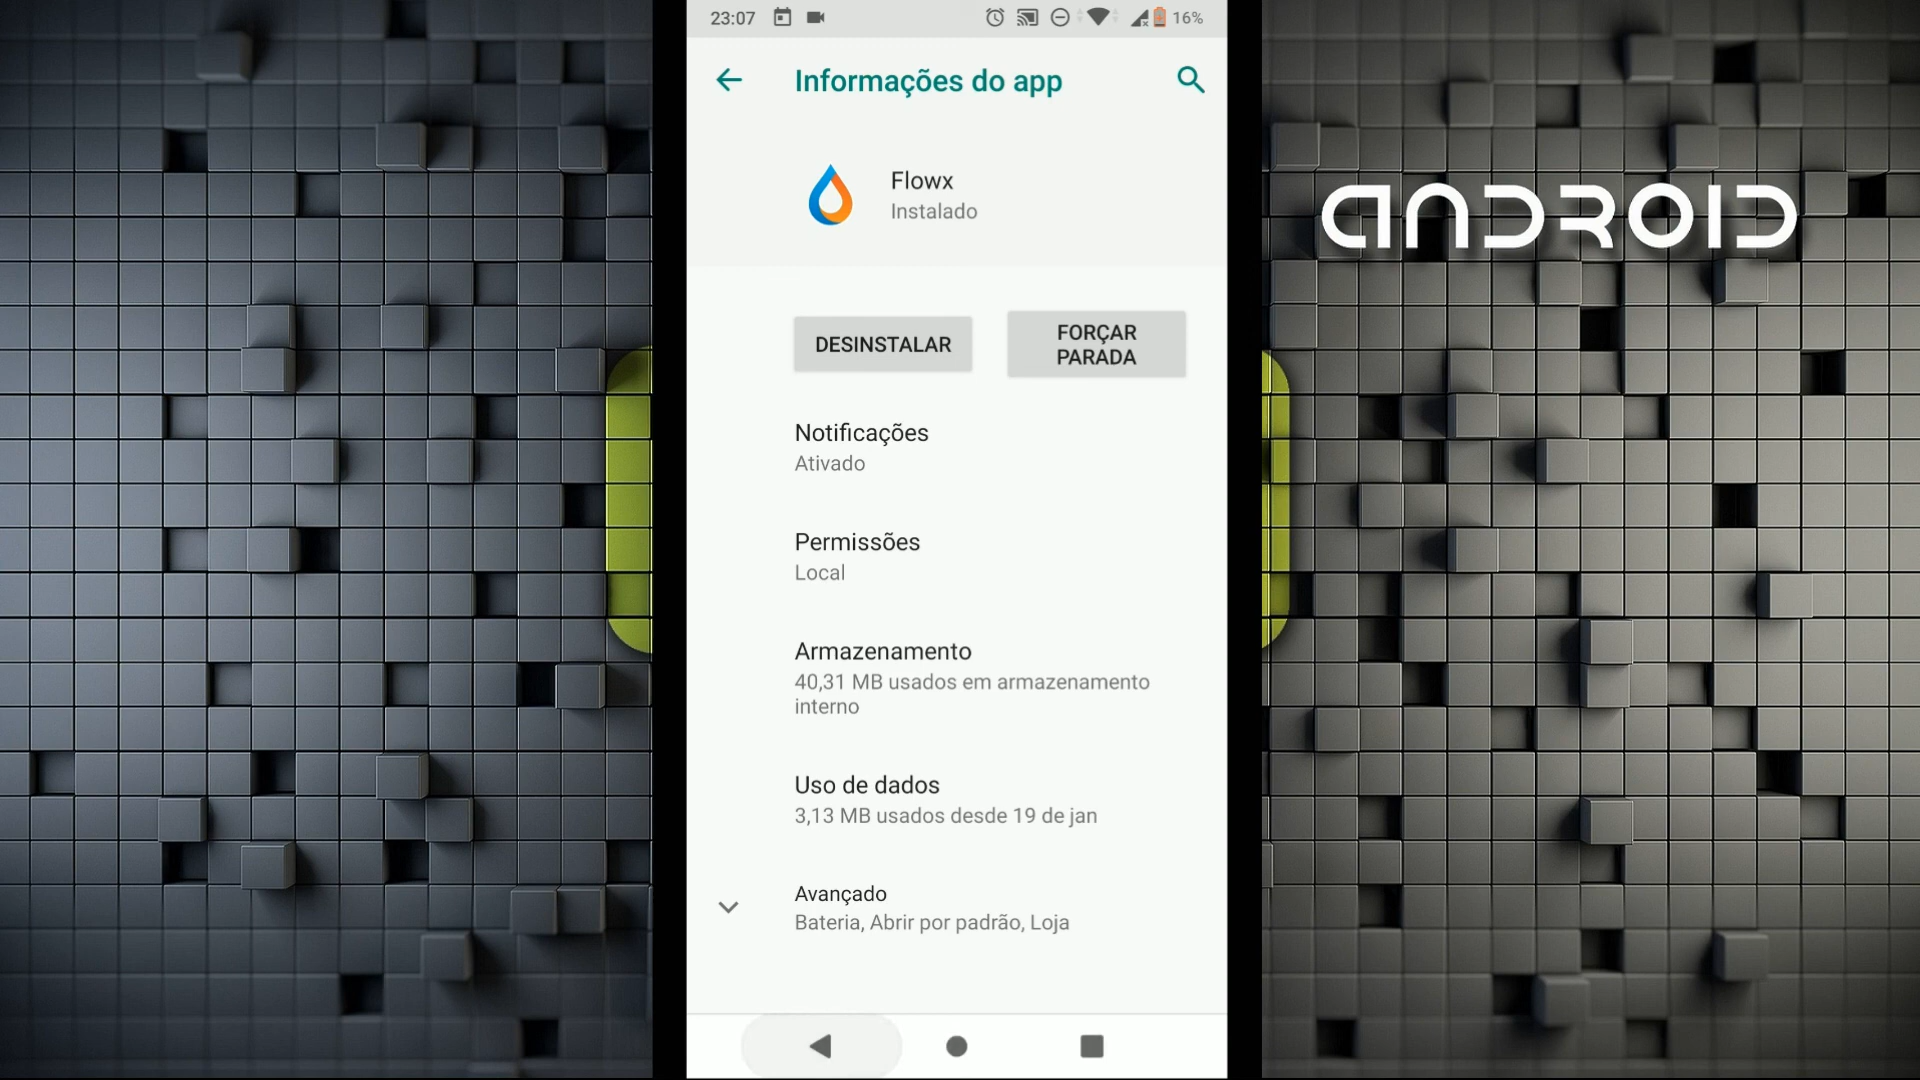 23:07
16%
Informações do app
Flowx
Instalado
DESINSTALAR
FORÇAR
PARADA
Notificações
Ativado
Permissões
Local
Armazenamento
40,31 MB usados em armazenamento
interno
Uso de dados
3,13 MB usados desde 19 de jan
Avançado
Bateria, Abrir por padrão, Loja
ANDROID